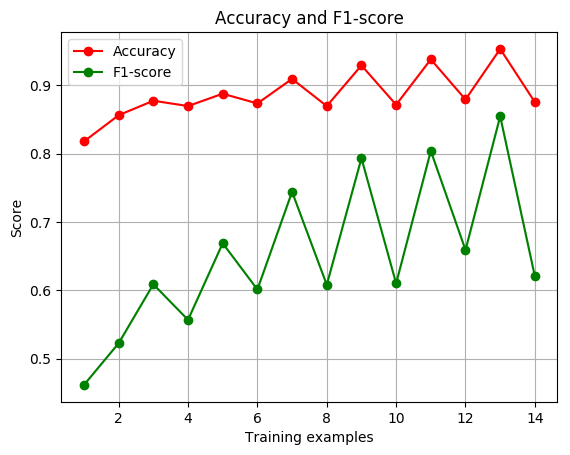 Accuracy and F1-score
Accuracy
F1-score
0.9
0.8
0.7
0.6
0.5
Score
2 4 6 8 10 12 14
Training examples